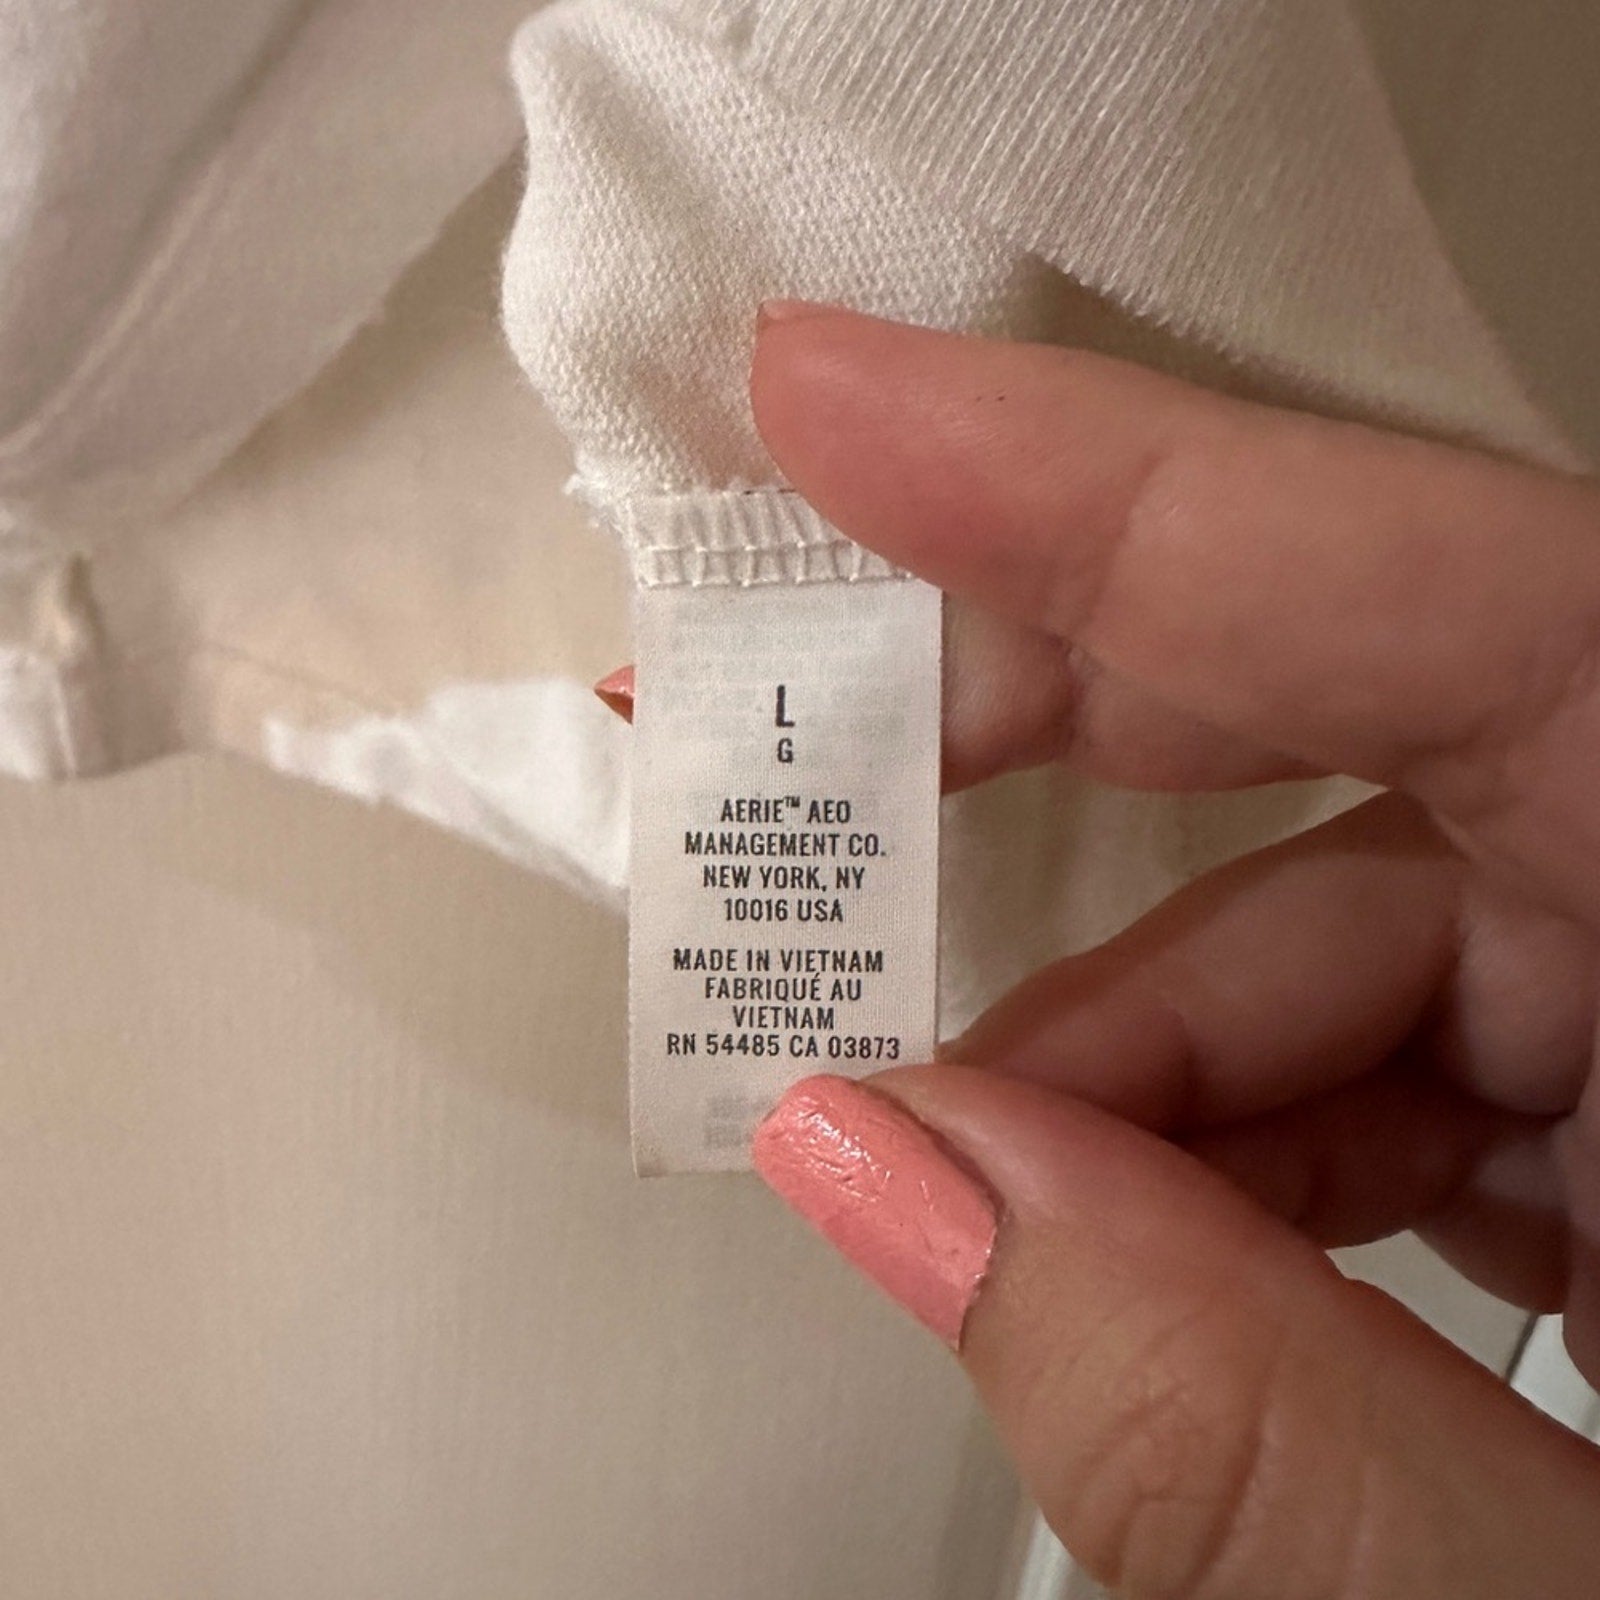 L
G
AERIE™ AEO
MANAGEMENT CO.
NEW YORK, NY
10016 USA
MADE IN VIETNAM
FABRIQUÉ AU
VIETNAM
RN 54485 CA 03873